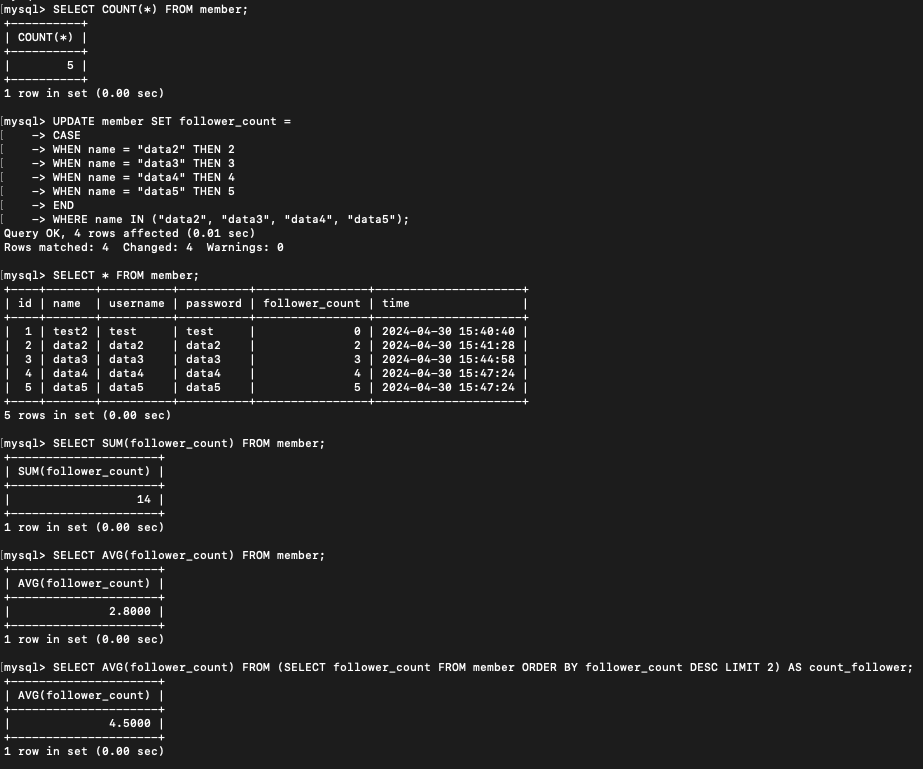 [mysql> SELECT COUNT(*) FROM member;
+----------+
| COUNT(*) |
+----------+
|        5 |
+----------+
1 row in set (0.00 sec)

[mysql> UPDATE member SET follower_count =
[    -> CASE
[    -> WHEN name = "data2" THEN 2
[    -> WHEN name = "data3" THEN 3
[    -> WHEN name = "data4" THEN 4
[    -> WHEN name = "data5" THEN 5
[    -> END
[    -> WHERE name IN ("data2", "data3", "data4", "data5");
Query OK, 4 rows affected (0.01 sec)
Rows matched: 4  Changed: 4  Warnings: 0

[mysql> SELECT * FROM member;
+----+-------+----------+----------+----------------+---------------------+
| id | name  | username | password | follower_count | time                |
+----+-------+----------+----------+----------------+---------------------+
|  1 | test2 | test     | test     |              0 | 2024-04-30 15:40:40 |
|  2 | data2 | data2    | data2    |              2 | 2024-04-30 15:41:28 |
|  3 | data3 | data3    | data3    |              3 | 2024-04-30 15:44:58 |
|  4 | data4 | data4    | data4    |              4 | 2024-04-30 15:47:24 |
|  5 | data5 | data5    | data5    |              5 | 2024-04-30 15:47:24 |
+----+-------+----------+----------+----------------+---------------------+
5 rows in set (0.00 sec)

[mysql> SELECT SUM(follower_count) FROM member;
+---------------------+
| SUM(follower_count) |
+---------------------+
|                  14 |
+---------------------+
1 row in set (0.00 sec)

[mysql> SELECT AVG(follower_count) FROM member;
+---------------------+
| AVG(follower_count) |
+---------------------+
|              2.8000 |
+---------------------+
1 row in set (0.00 sec)

[mysql> SELECT AVG(follower_count) FROM (SELECT follower_count FROM member ORDER BY follower_count DESC LIMIT 2) AS count_follower;
+---------------------+
| AVG(follower_count) |
+---------------------+
|              4.5000 |
+---------------------+
1 row in set (0.00 sec)